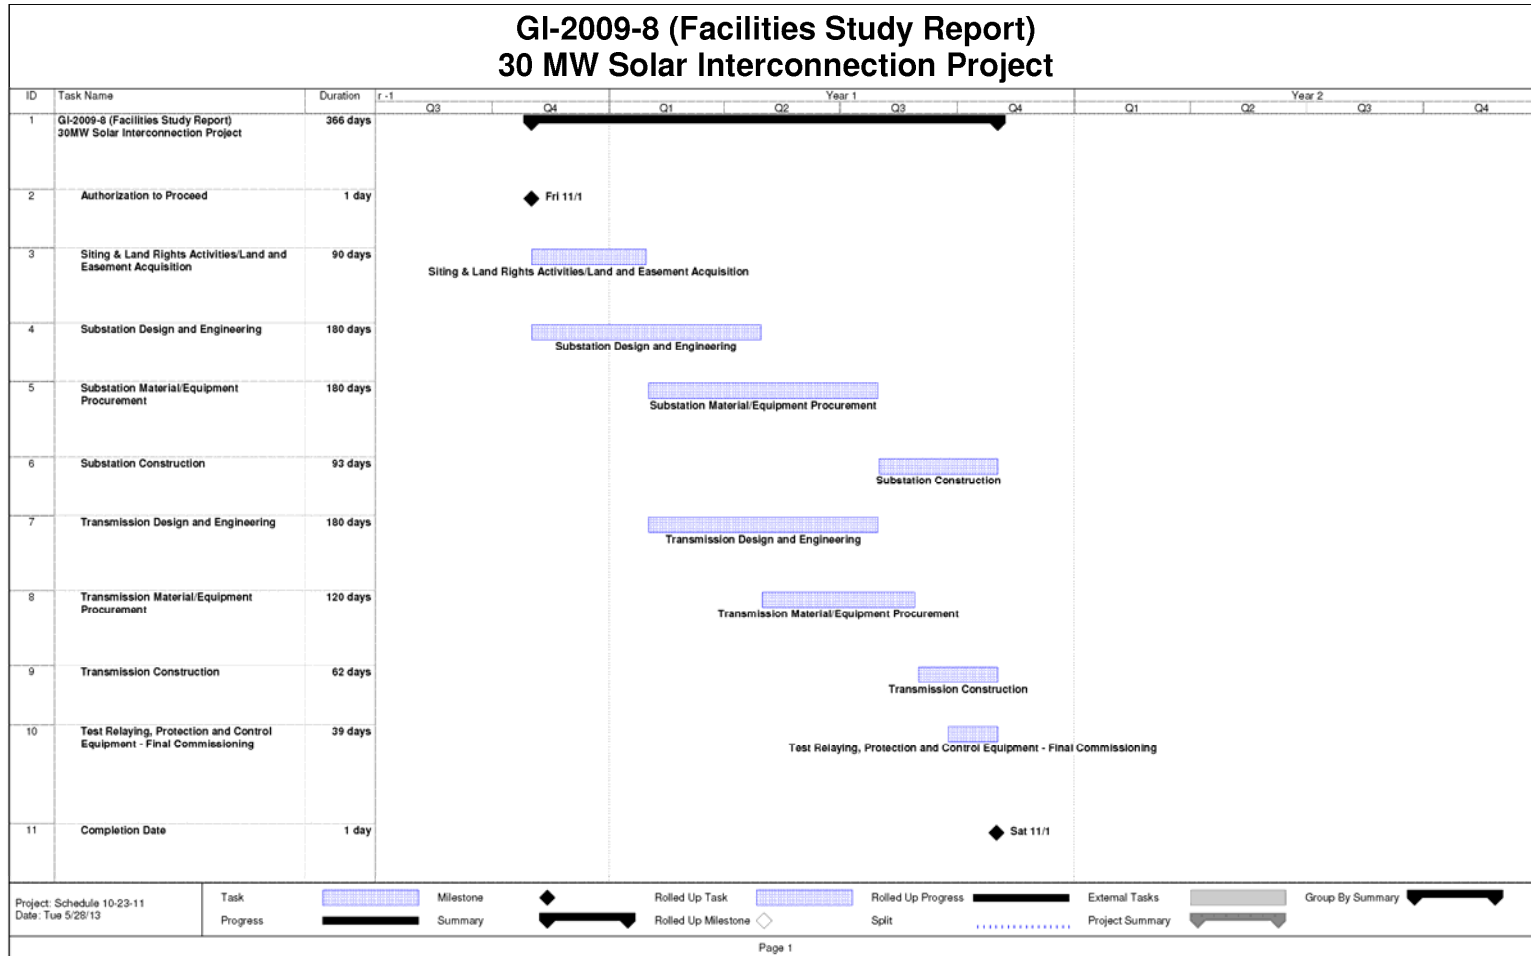 GI-2009-8 (Facilities Study Report)
30 MW Solar Interconnection Project
ID Task Name Duration r -1 Year 1 Year 2
Q3 Q4 Q1 Q2 Q3 Q4 Q1 Q2 Q3 Q4
1 GI-2009-8 (Facilities Study Report) 366 days
30MW Solar Interconnection Project
2 Authorization to Proceed 1 day Fri 11/1
3 Siting & Land Rights Activities/Land and 90 days
Easement Acquisition
Siting & Land Rights Activities/Land and Easement Acquisition
4 Substation Design and Engineering 180 days
Substation Design and Engineering
5 Substation Material/Equipment 180 days
Procurement
Substation Material/Equipment Procurement
6 Substation Construction 93 days
Substation Construction
7 Transmission Design and Engineering 180 days
Transmission Design and Engineering
8 Transmission Material/Equipment 120 days
Procurement
Transmission Material/Equipment Procurement
9 Transmission Construction 62 days
Transmission Construction
10 Test Relaying, Protection and Control 39 days
Equipment - Final Commissioning
Test Relaying, Protection and Control Equipment - Final Commissioning
11 Completion Date 1 day Sat 11/1
Project: Schedule 10-23-11
Date: Tue 5/28/13
Task Milestone Rolled Up Task Rolled Up Progress External Tasks Group By Summary
Progress Summary Rolled Up Milestone Split Project Summary
Page 1